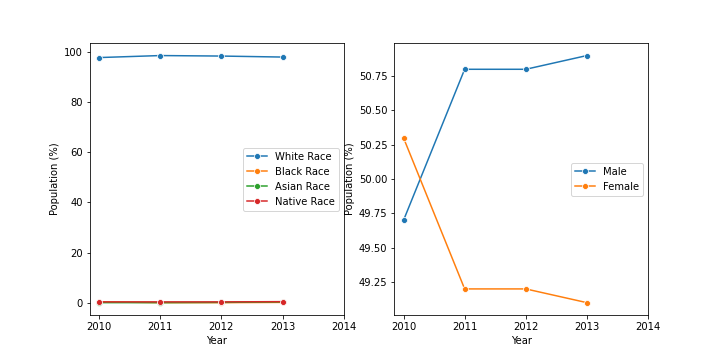 100
80
60
40
20
0
Population (%)
2010 2011 2012 2013 2014
Year
White Race
Black Race
Asian Race
Native Race
50.75
50.50
50.25
50.00
49.75
49.50
49.25
Population (%)
2010 2011 2012 2013 2014
Year
Male
Female